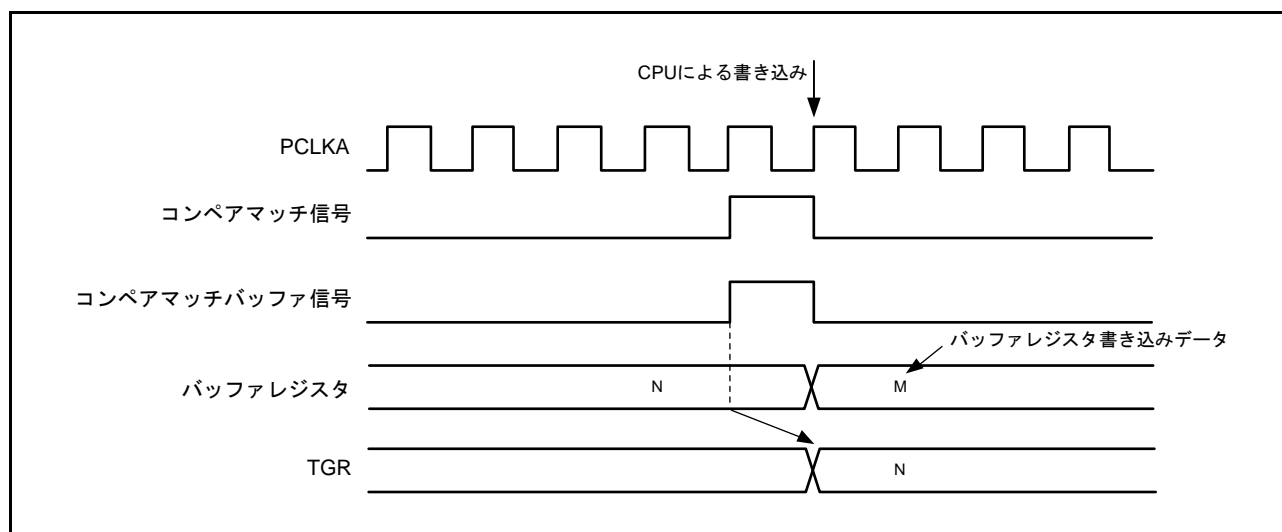 CPUによる書き込み
PCLKA
コンペアマッチ信号
コンペアマッチバッファ信号
バッファレジスタ書き込みデータ
バッファレジスタ
N
M
TGR
N